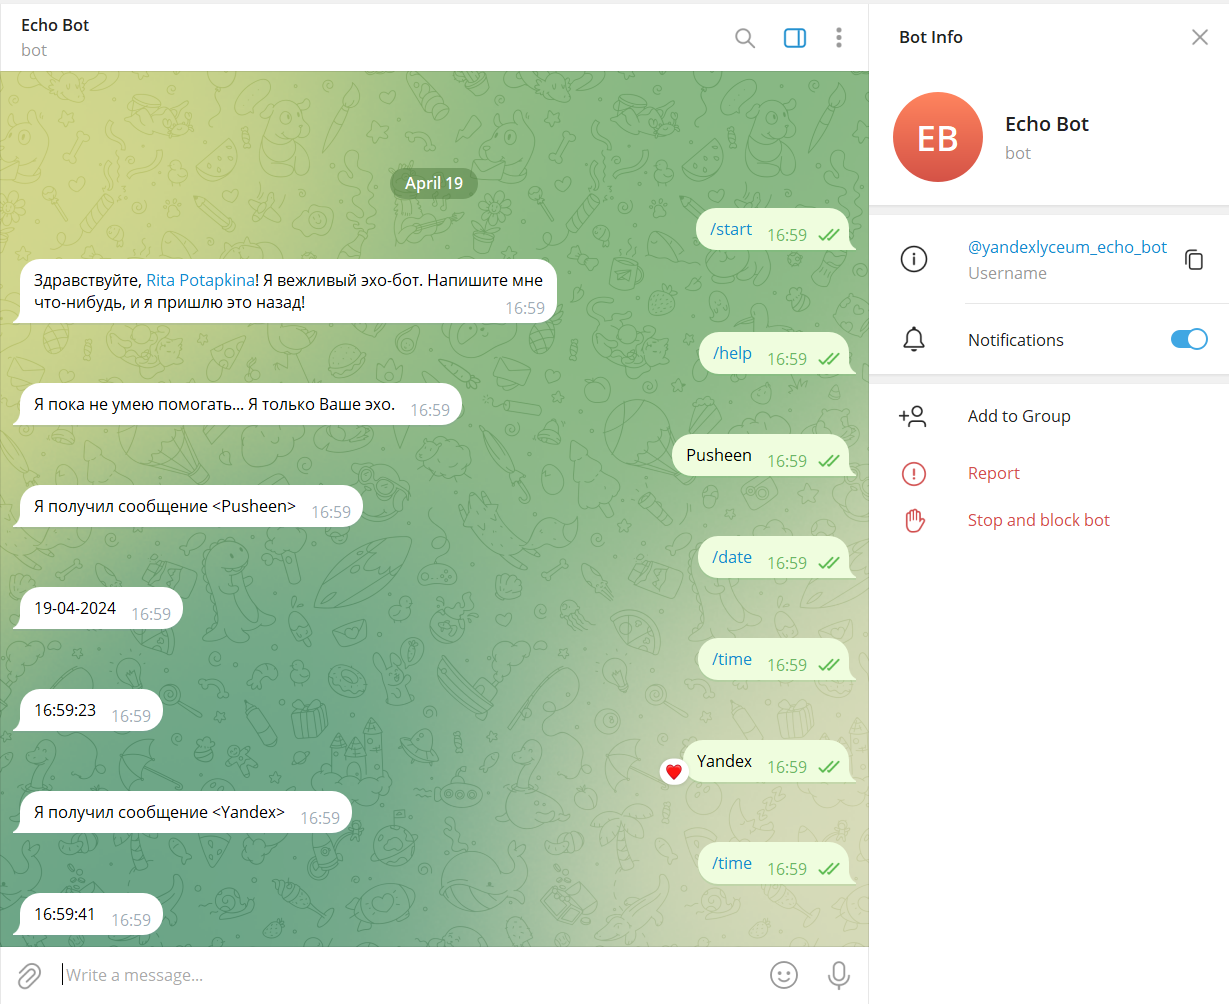 Echo Bot
bot
April 19
/start 16:59
Здравствуйте, Rita Potapkina! Я вежливый эхо-бот. Напишите мне
что-нибудь, и я пришлю это назад!
16:59
/help 16:59
Я пока не умею помогать... Я только Ваше эхо. 16:59
Pusheen 16:59
Я получил сообщение <Pusheen> 16:59
/date 16:59
19-04-2024 16:59
/time 16:59
16:59:23 16:59
Yandex 16:59
Я получил сообщение <Yandex> 16:59
/time 16:59
16:59:41 16:59
Write a message...
Bot Info
EB
Echo Bot
bot
@yandexlyceum_echo_bot
Username
Notifications
Add to Group
Report
Stop and block bot